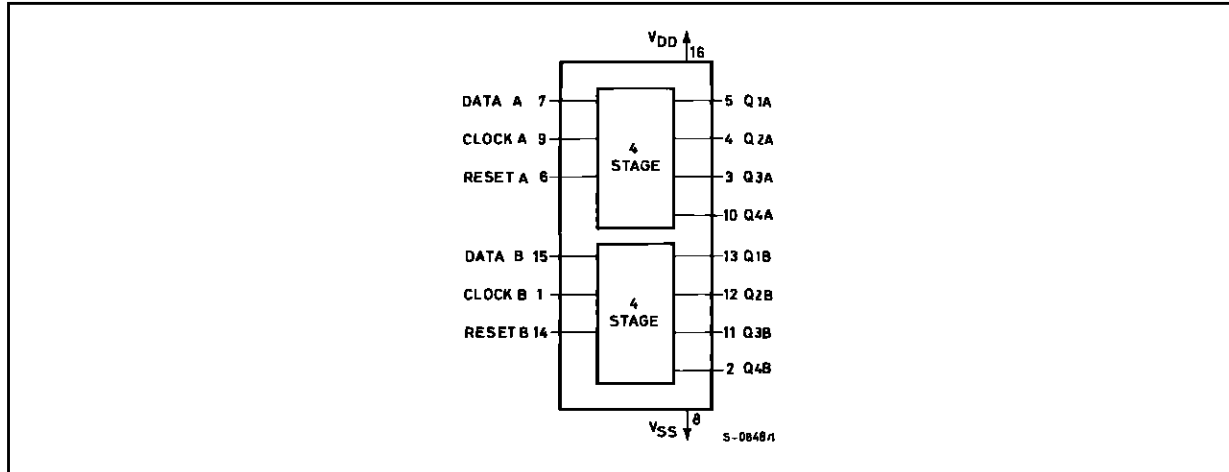 VDD
16
DATA A 7
5 Q1A
CLOCK A 9
4 Q2A
4
STAGE
RESET A 6
3 Q3A
10 Q4A
DATA B 15
13 Q1B
CLOCK B 1
12 Q2B
4
STAGE
RESET B 14
11 Q3B
2 Q4B
VSS
8
S-0848/1